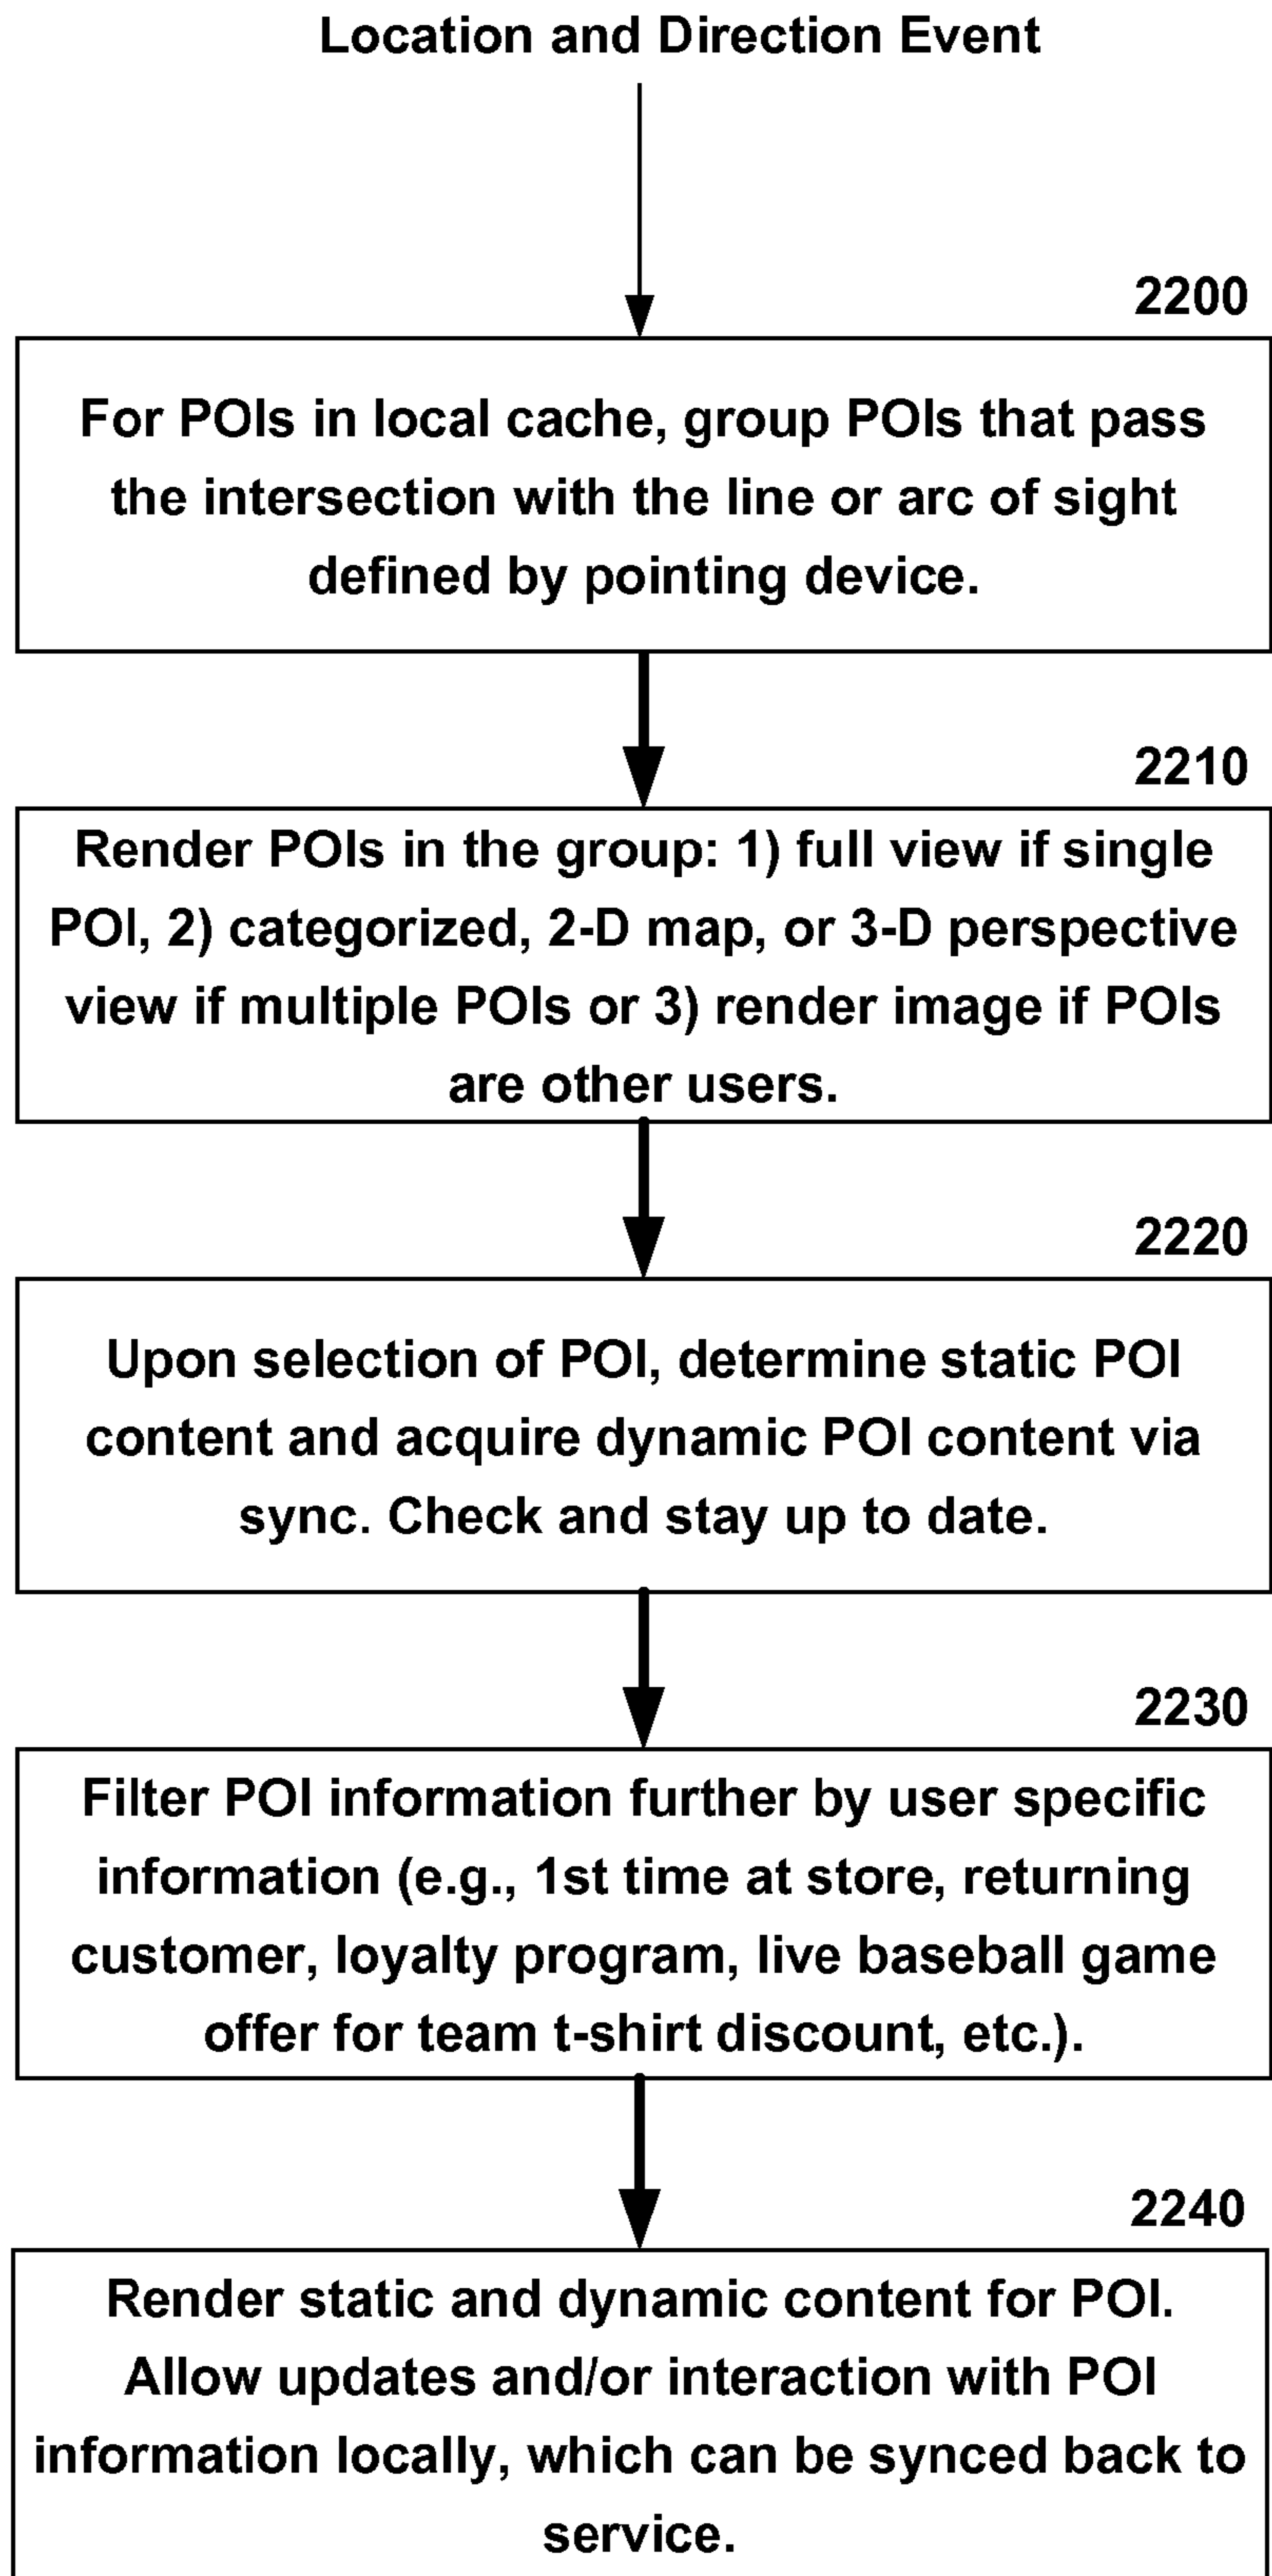 Location and Direction Event
2200
For POIs in local cache, group POIs that pass
the intersection with the line or arc of sight
defined by pointing device.
2210
Render POIs in the group: 1) full view if single
POI, 2) categorized, 2-D map, or 3-D perspective
view if multiple POIs or 3) render image if POIs
are other users.
2220
Upon selection of POI, determine static POI
content and acquire dynamic POI content via
sync. Check and stay up to date.
2230
Filter POI information further by user specific
information (e.g., 1st time at store, returning
customer, loyalty program, live baseball game
offer for team t-shirt discount, etc.).
2240
Render static and dynamic content for POI.
Allow updates and/or interaction with POI
information locally, which can be synced back to
service.